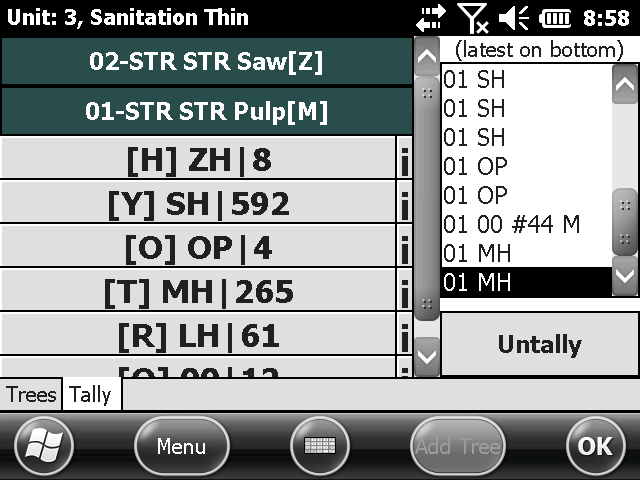 Unit: 3, Sanitation Thin 8:58
02-STR STR Saw[Z]
01-STR STR Pulp[M]
[H] ZH|8 i
[Y] SH|592 i
[O] OP|4 i
[T] MH|265 i
[R] LH|61 i
[Q] 00|12 i
(latest on bottom)
01 SH
01 SH
01 SH
01 OP
01 OP
01 00 #44 M
01 MH
01 MH
Untally
Trees Tally
Menu Add Tree OK